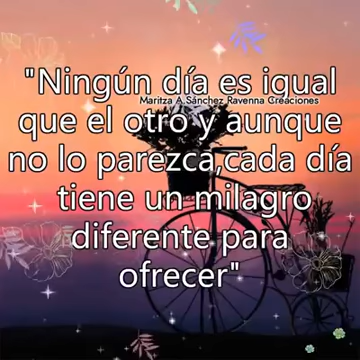 "Ningún día es igual
Maritza A.Sánchez Ravenna Creaciones
que el otro y aunque
no lo parezca,cada día
tiene un milagro
diferente para
ofrecer"